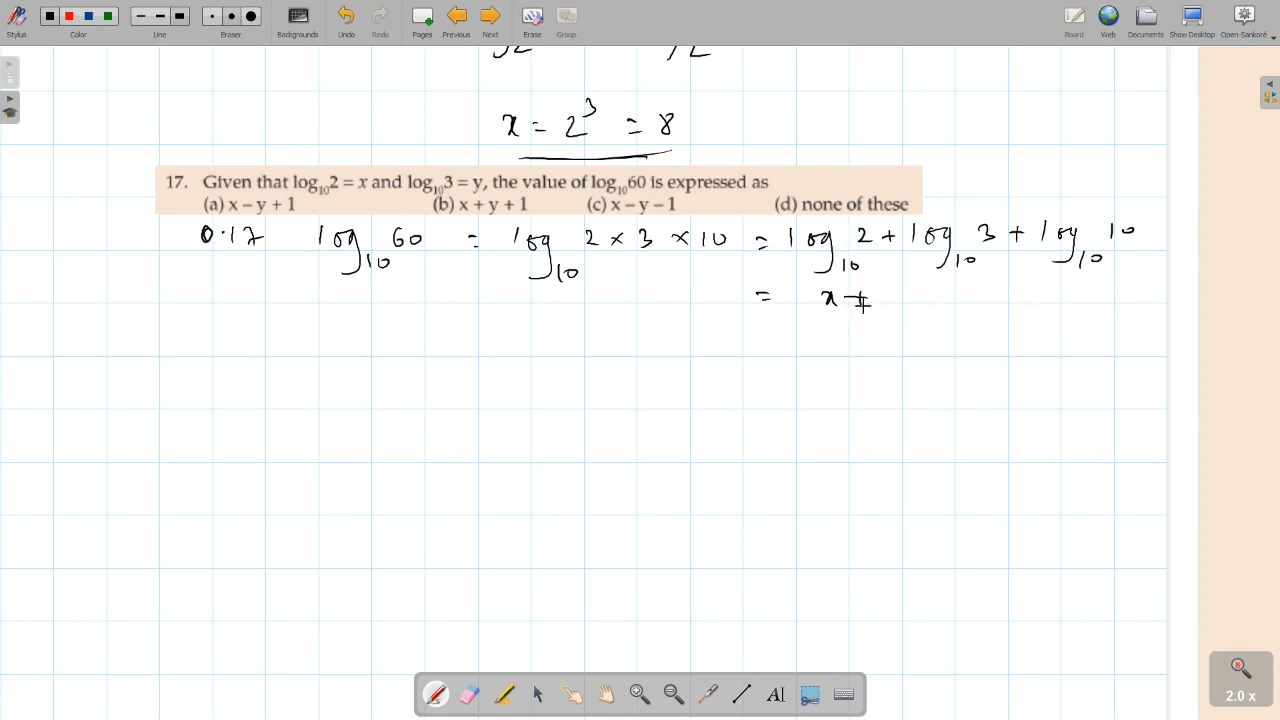 Stylus Color Line Eraser Backgrounds Undo Redo Pages Previous Next Erase Group Board Web Documents Show Desktop Open-Sankoré
x = 2³ = 8
17. Given that log₁₀2 = x and log₁₀3 = y, the value of log₁₀60 is expressed as
(a) x – y + 1 (b) x + y + 1 (c) x – y – 1 (d) none of these
0.17 log₁₀ 60 = log₁₀ 2 × 3 × 10 = log₁₀ 2 + log₁₀ 3 + log₁₀ 10
= x +
2.0 x